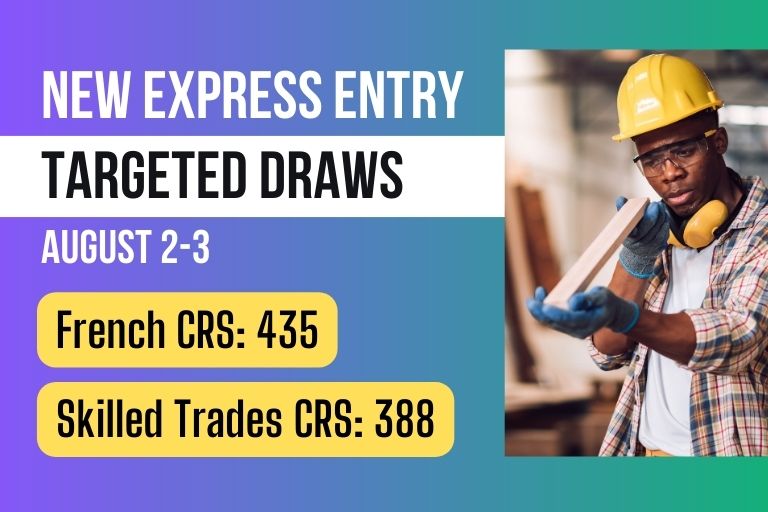 NEW EXPRESS ENTRY
TARGETED DRAWS
AUGUST 2-3
French CRS: 435
Skilled Trades CRS: 388